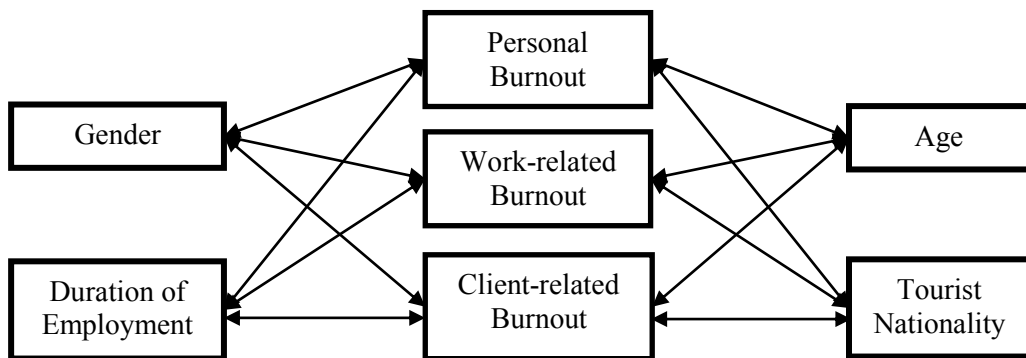 Personal
Burnout
Gender
Age
Work-related
Burnout
Duration of
Employment
Client-related
Burnout
Tourist
Nationality